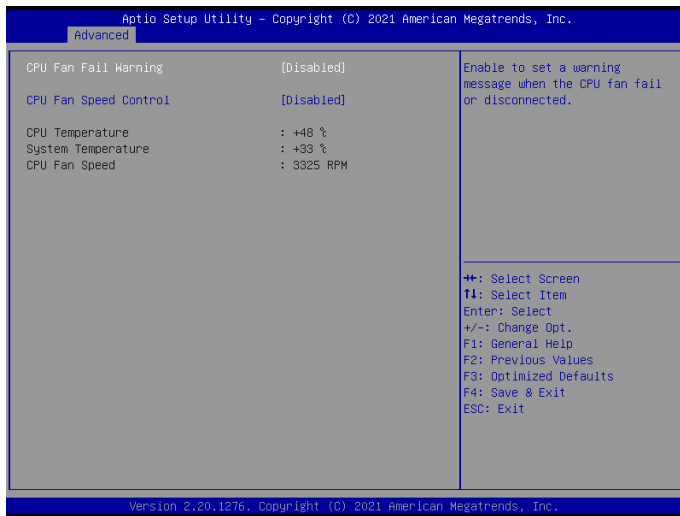 Aptio Setup Utility – Copyright (C) 2021 American Megatrends, Inc.
Advanced
CPU Fan Fail Warning [Disabled]
CPU Fan Speed Control [Disabled]
CPU Temperature : +48 %
System Temperature : +33 %
CPU Fan Speed : 3325 RPM
Enable to set a warning
message when the CPU fan fail
or disconnected.
→←: Select Screen
↑↓: Select Item
Enter: Select
+/-: Change Opt.
F1: General Help
F2: Previous Values
F3: Optimized Defaults
F4: Save & Exit
ESC: Exit
Version 2.20.1276. Copyright (C) 2021 American Megatrends, Inc.